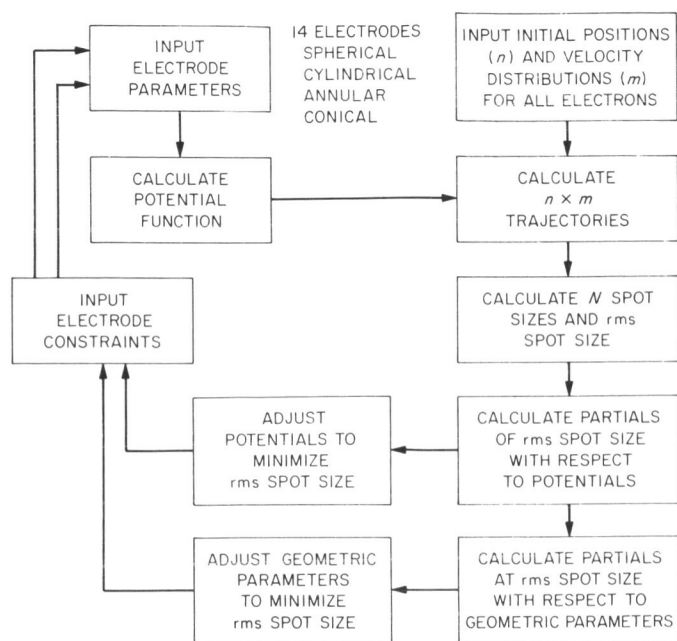 INPUT
ELECTRODE
PARAMETERS
14 ELECTRODES
SPHERICAL
CYLINDRICAL
ANNULAR
CONICAL
INPUT INITIAL POSITIONS
(n) AND VELOCITY
DISTRIBUTIONS (m)
FOR ALL ELECTRONS
CALCULATE
POTENTIAL
FUNCTION
CALCULATE
n × m
TRAJECTORIES
INPUT
ELECTRODE
CONSTRAINTS
CALCULATE N SPOT
SIZES AND rms
SPOT SIZE
ADJUST
POTENTIALS TO
MINIMIZE
rms SPOT SIZE
CALCULATE PARTIALS
OF rms SPOT SIZE
WITH RESPECT
TO POTENTIALS
ADJUST GEOMETRIC
PARAMETERS
TO MINIMIZE
rms SPOT SIZE
CALCULATE PARTIALS
AT rms SPOT SIZE
WITH RESPECT TO
GEOMETRIC PARAMETERS